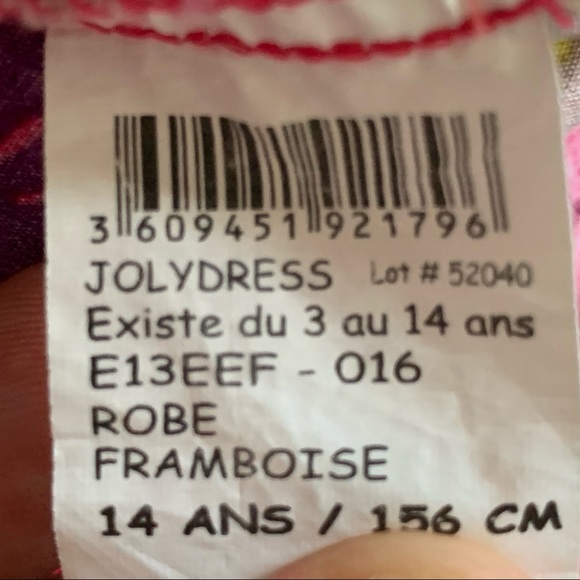 3 609451 921796
JOLYDRESS Lot # 52040
Existe du 3 au 14 ans
E13EEF - 016
ROBE
FRAMBOISE
14 ANS / 156 CM